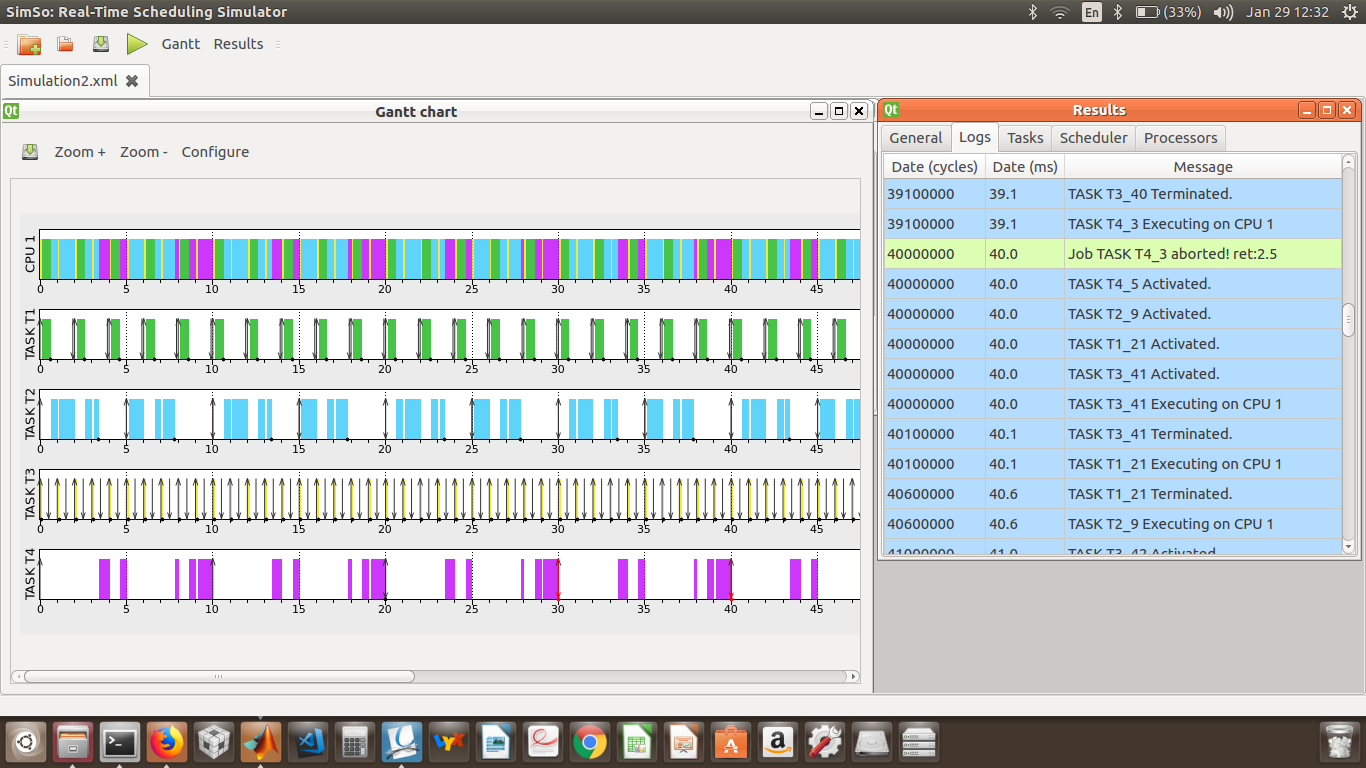 SimSo: Real-Time Scheduling Simulator
En (33%) Jan 29 12:32
Gantt Results
Simulation2.xml
Qt Gantt chart
Zoom + Zoom - Configure
CPU 1
0 5 10 15 20 25 30 35 40 45
TASK T1
0 5 10 15 20 25 30 35 40 45
TASK T2
0 5 10 15 20 25 30 35 40 45
TASK T3
0 5 10 15 20 25 30 35 40 45
TASK T4
0 5 10 15 20 25 30 35 40 45
Qt Results
General Logs Tasks Scheduler Processors
Date (cycles) Date (ms) Message
39100000 39.1 TASK T3_40 Terminated.
39100000 39.1 TASK T4_3 Executing on CPU 1
40000000 40.0 Job TASK T4_3 aborted! ret:2.5
40000000 40.0 TASK T4_5 Activated.
40000000 40.0 TASK T2_9 Activated.
40000000 40.0 TASK T1_21 Activated.
40000000 40.0 TASK T3_41 Activated.
40000000 40.0 TASK T3_41 Executing on CPU 1
40100000 40.1 TASK T3_41 Terminated.
40100000 40.1 TASK T1_21 Executing on CPU 1
40600000 40.6 TASK T1_21 Terminated.
40600000 40.6 TASK T2_9 Executing on CPU 1
41000000 41.0 TASK T3_42 Activated.